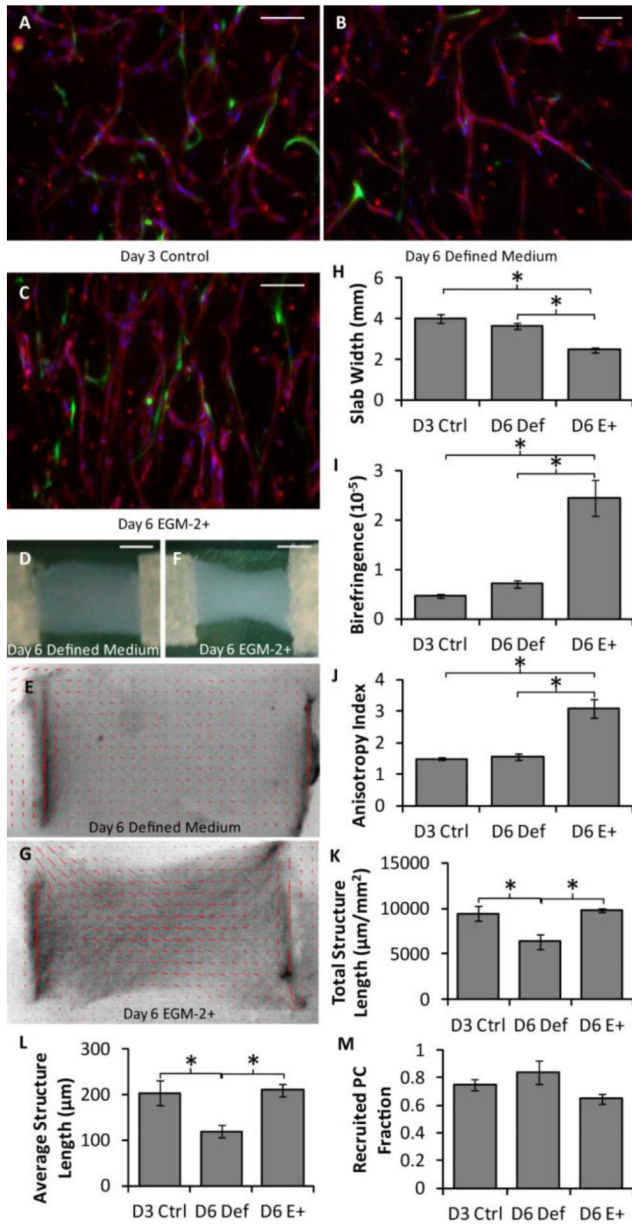 A
B
Day 3 Control
Day 6 Defined Medium
C
Day 6 EGM-2+
D
Day 6 Defined Medium
F
Day 6 EGM-2+
E
Day 6 Defined Medium
G
Day 6 EGM-2+
H
Slab Width (mm)
6
4
2
0
*
*
D3 Ctrl D6 Def D6 E+
I
Birefringence (10⁻⁵)
3
2
1
0
*
*
D3 Ctrl D6 Def D6 E+
J
Anisotropy Index
4
3
2
1
0
*
*
D3 Ctrl D6 Def D6 E+
K
Total Structure
Length (μm/mm²)
15000
10000
5000
0
*
*
D3 Ctrl D6 Def D6 E+
L
Average Structure
Length (μm)
300
200
100
0
*
*
D3 Ctrl D6 Def D6 E+
M
Recruited PC
Fraction
1
0.8
0.6
0.4
0.2
0
D3 Ctrl D6 Def D6 E+